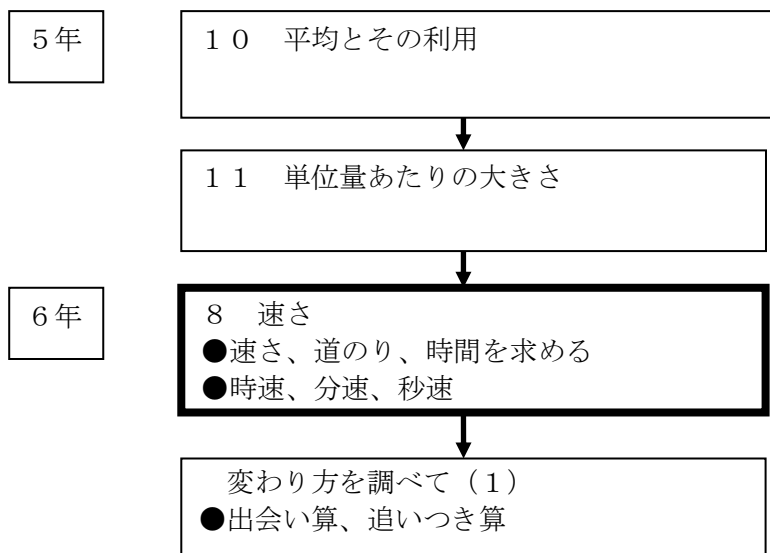 5年
10 平均とその利用
11 単位量あたりの大きさ
6年
8 速さ
●速さ、道のり、時間を求める
●時速、分速、秒速
変わり方を調べて(1)
●出会い算、追いつき算